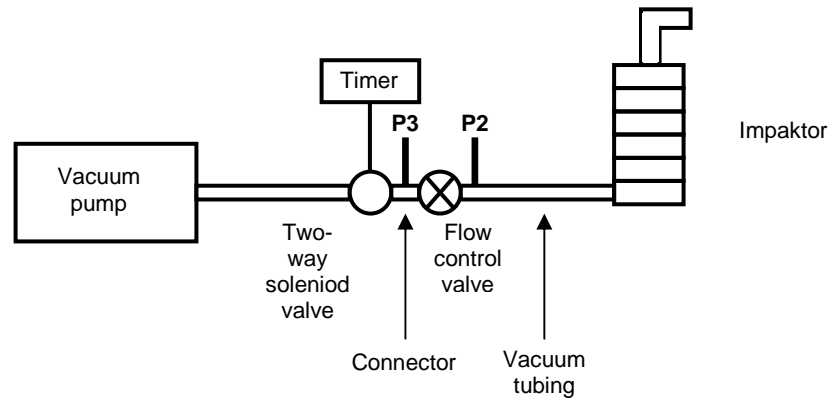 Timer
P3
P2
Impaktor
Vacuum
pump
Two-
way
soleniod
valve
Flow
control
valve
Connector
Vacuum
tubing